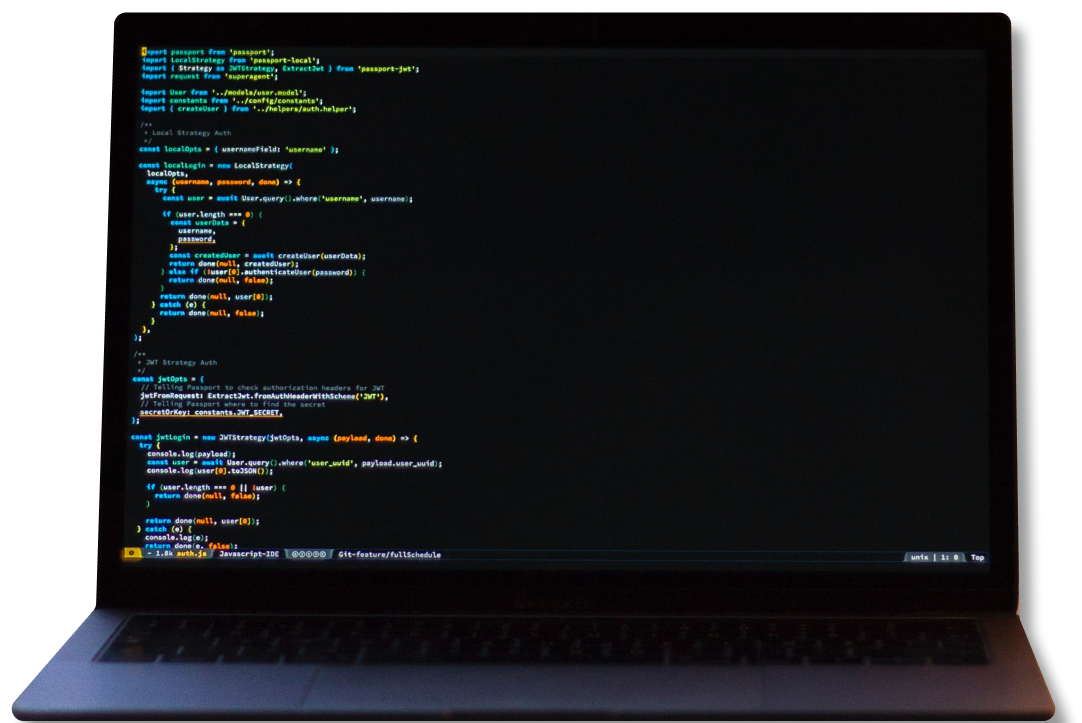 import passport from 'passport';
import LocalStrategy from 'passport-local';
import { Strategy as JWTStrategy, ExtractJwt } from 'passport-jwt';
import request from 'superagent';
import User from '../models/user.model';
import constants from '../config/constants';
import { createUser } from '../helpers/auth.helper';
/**
* Local Strategy Auth
*/
const localOpts = { usernameField: 'username' };
const localLogin = new LocalStrategy(
localOpts,
async (username, password, done) => {
try {
const user = await User.query().where('username', username);
if (user.length === 0) {
const userData = {
username,
password,
};
const createdUser = await createUser(userData);
return done(null, createdUser);
} else if (!user[0].authenticateUser(password)) {
return done(null, false);
}
return done(null, user[0]);
} catch (e) {
return done(null, false);
}
},
);
/**
* JWT Strategy Auth
*/
const jwtOpts = {
// Telling Passport to check authorization headers for JWT
jwtFromRequest: ExtractJwt.fromAuthHeaderWithScheme('JWT'),
// Telling Passport where to find the secret
secretOrKey: constants.JWT_SECRET,
};
const jwtLogin = new JWTStrategy(jwtOpts, async (payload, done) => {
try {
console.log(payload);
const user = await User.query().where('user_uuid', payload.user_uuid);
console.log(user[0].toJSON());
if (user.length === 0 || !user) {
return done(null, false);
}
return done(null, user[0]);
} catch (e) {
console.log(e);
return done(e, false);
- 1.8k auth.js Javascript-IDE Git-feature/fullSchedule unix | 1: 0 Top